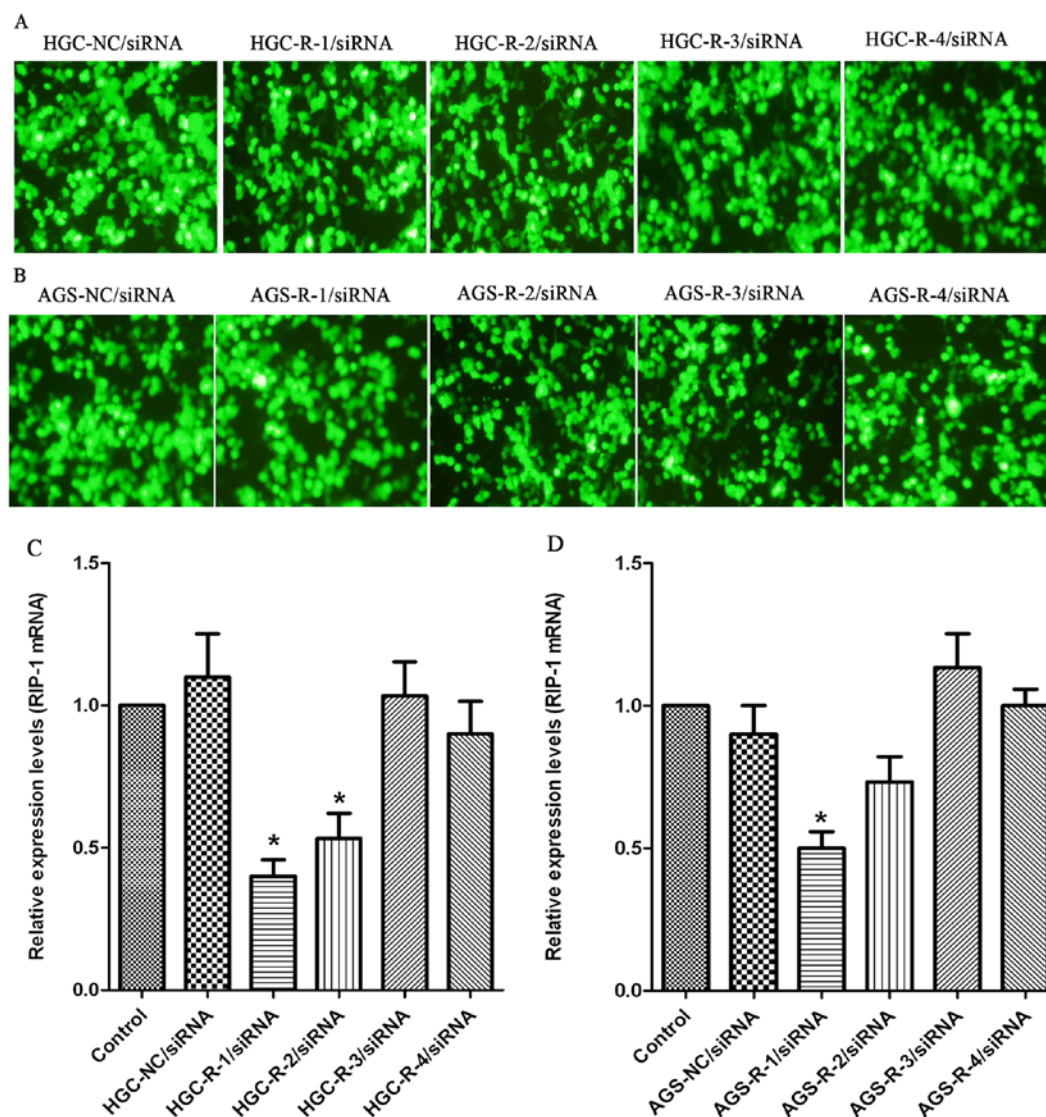 A
HGC-NC/siRNA HGC-R-1/siRNA HGC-R-2/siRNA HGC-R-3/siRNA HGC-R-4/siRNA
B
AGS-NC/siRNA AGS-R-1/siRNA AGS-R-2/siRNA AGS-R-3/siRNA AGS-R-4/siRNA
C
Relative expression levels (RIP-1 mRNA)
1.5
1.0
0.5
0.0
*
*
Control
HGC-NC/siRNA
HGC-R-1/siRNA
HGC-R-2/siRNA
HGC-R-3/siRNA
HGC-R-4/siRNA
D
Relative expression levels (RIP-1 mRNA)
1.5
1.0
0.5
0.0
*
Control
AGS-NC/siRNA
AGS-R-1/siRNA
AGS-R-2/siRNA
AGS-R-3/siRNA
AGS-R-4/siRNA